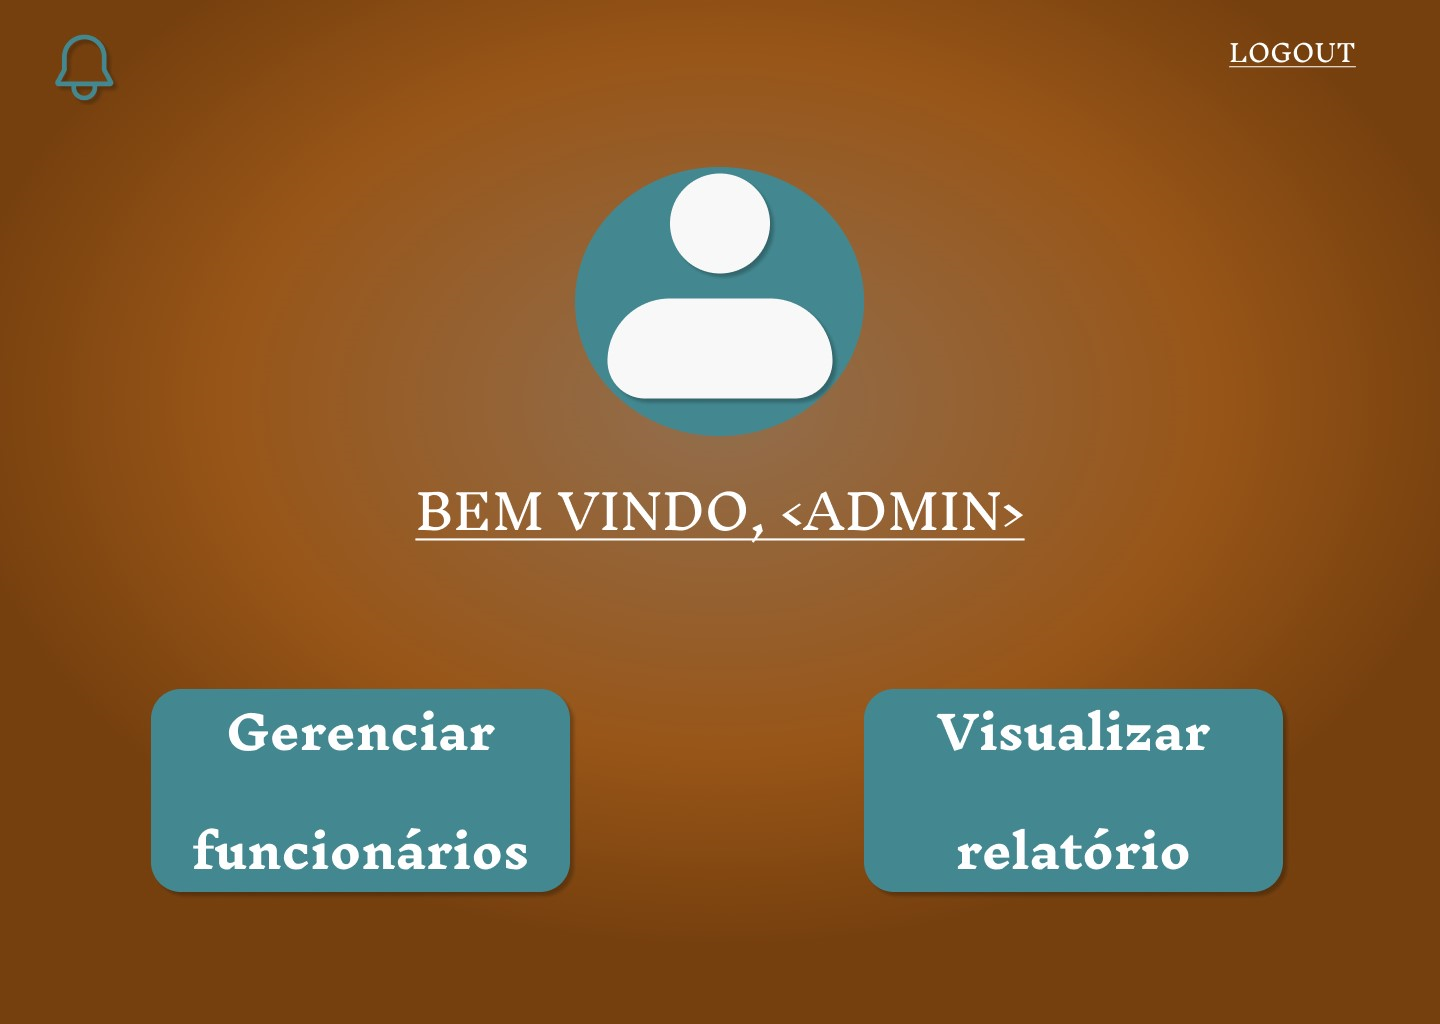 LOGOUT
BEM VINDO, <ADMIN>
Gerenciar
funcionários
Visualizar
relatório